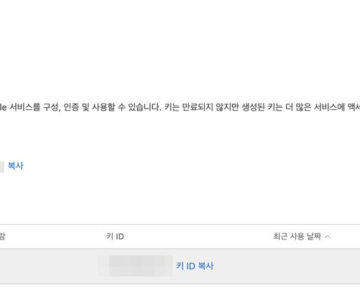 le 서비스를 구성, 인증 및 사용할 수 있습니다. 키는 만료되지 않지만 생성된 키는 더 많은 서비스에 액세
복사
키 ID
최근 사용 날짜
키 ID 복사